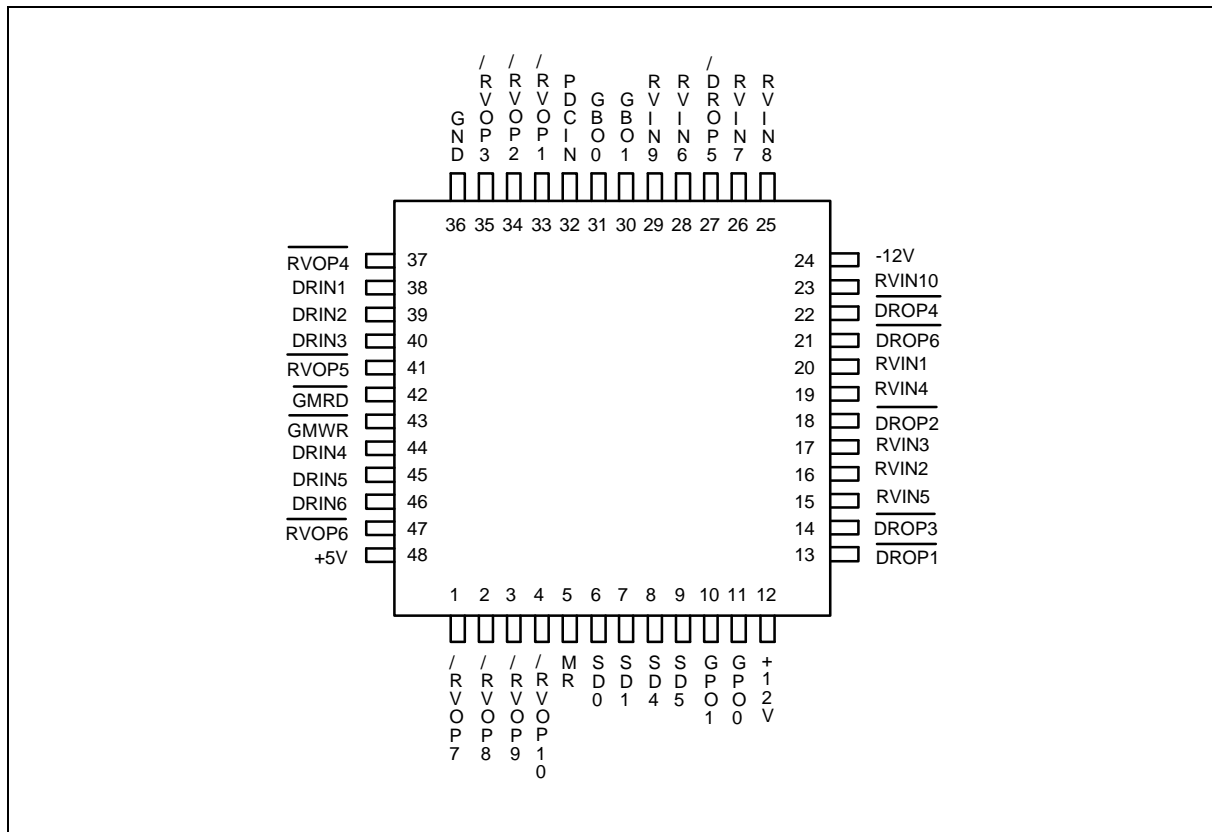 GND
/RVOP3
/RVOP2
/RVOP1
PDCIN
GBO0
GBO1
RVIN9
RVIN6
/DROP5
RVIN7
RVIN8
36 35 34 33 32 31 30 29 28 27 26 25
RVOP4 37
DRIN1 38
DRIN2 39
DRIN3 40
RVOP5 41
GMRD 42
GMWR 43
DRIN4 44
DRIN5 45
DRIN6 46
RVOP6 47
+5V 48
24 -12V
23 RVIN10
22 DROP4
21 DROP6
20 RVIN1
19 RVIN4
18 DROP2
17 RVIN3
16 RVIN2
15 RVIN5
14 DROP3
13 DROP1
1 2 3 4 5 6 7 8 9 10 11 12
/RVOP7
/RVOP8
/RVOP9
/RVOP10
MR
SD0
SD1
SD4
SD5
GPO1
GPO0
+12V